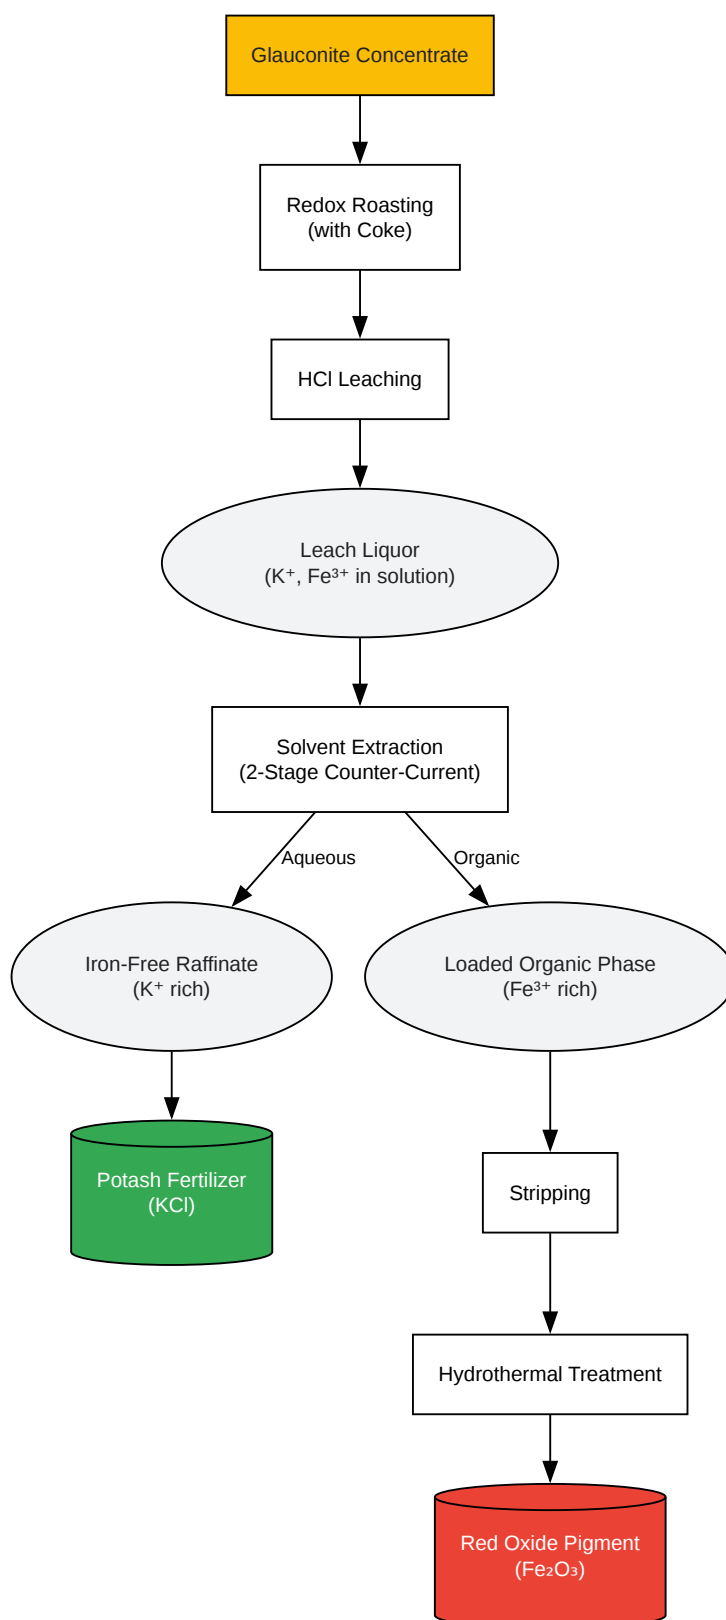 Glauconite Concentrate
Redox Roasting
(with Coke)
HCl Leaching
Leach Liquor
(K⁺, Fe³⁺ in solution)
Solvent Extraction
(2-Stage Counter-Current)
Aqueous
Organic
Iron-Free Raffinate
(K⁺ rich)
Loaded Organic Phase
(Fe³⁺ rich)
Potash Fertilizer
(KCl)
Stripping
Hydrothermal Treatment
Red Oxide Pigment
(Fe₂O₃)